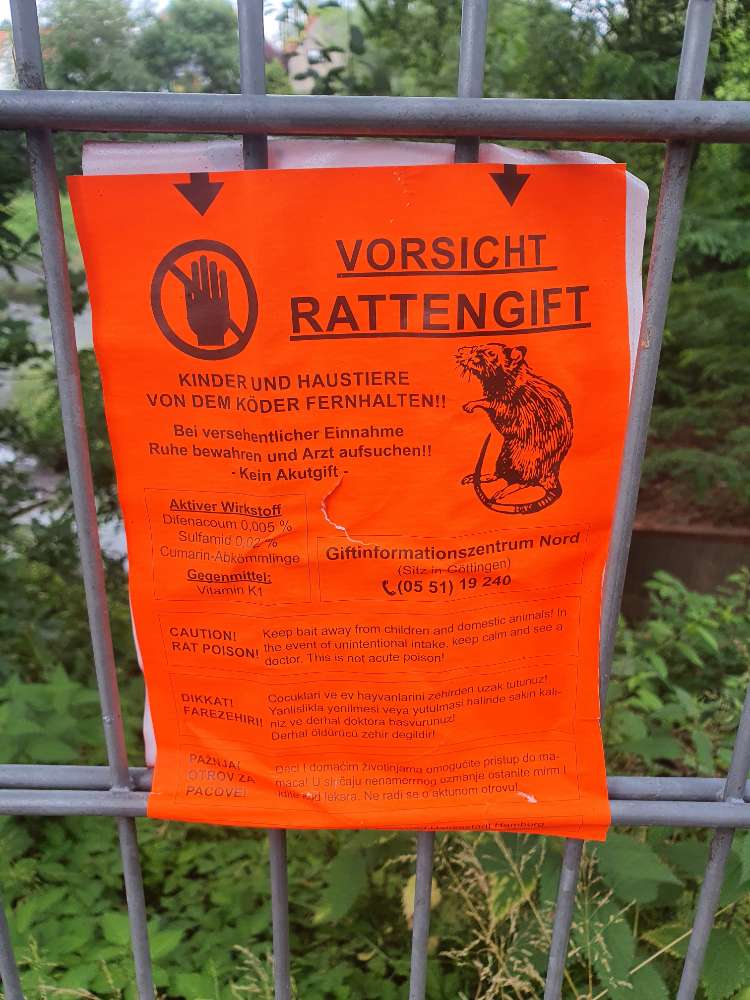 VORSICHT
RATTENGIFT
KINDER UND HAUSTIERE
VON DEM KÖDER FERNHALTEN!!
Bei versehentlicher Einnahme
Ruhe bewahren und Arzt aufsuchen!!
- Kein Akutgift -
Aktiver Wirkstoff
Difenacoum 0,005 %
Sulfamid 0,02 %
Cumarin-Abkömmlinge
Gegenmittel:
Vitamin K1
Giftinformationszentrum Nord
(Sitz in Göttingen)
(05 51) 19 240
CAUTION!
RAT POISON!
Keep bait away from children and domestic animals! In
the event of unintentional intake, keep calm and see a
doctor. This is not acute poison!
DIKKAT!
FAREZEHIRI!
Cocuklari ve ev hayvanlarini zehirden uzak tutunuz!
Yanlislikla yenilmesi veya yutulmasi halinde sakin kali-
niz ve derhal doktora basvurunuz!
Derhal öldürücü zehir degildir!
PAŽNJA!
OTROV ZA
PACOVE!
Deci I domaćim životinjama omogućite pristup do ma-
maca! U slučaju nenamernog uzmanje ostanite mirm i
idite kod lekara. Ne radi se o aktunom otrovu!
Hamburg